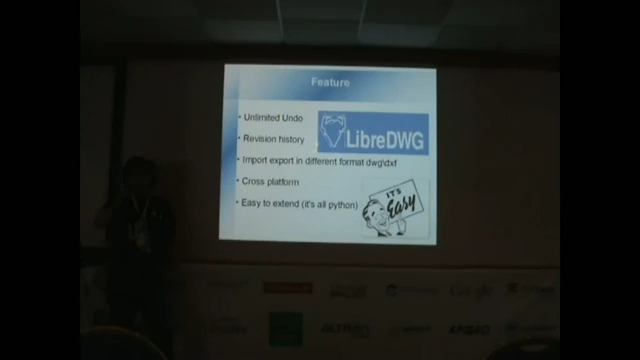 Feature
• Unlimited Undo
• Revision history
LibreDWG
• Import export in different format dwg\dxf
• Cross platform
• Easy to extend (it's all python)
IT'S
Easy
Google